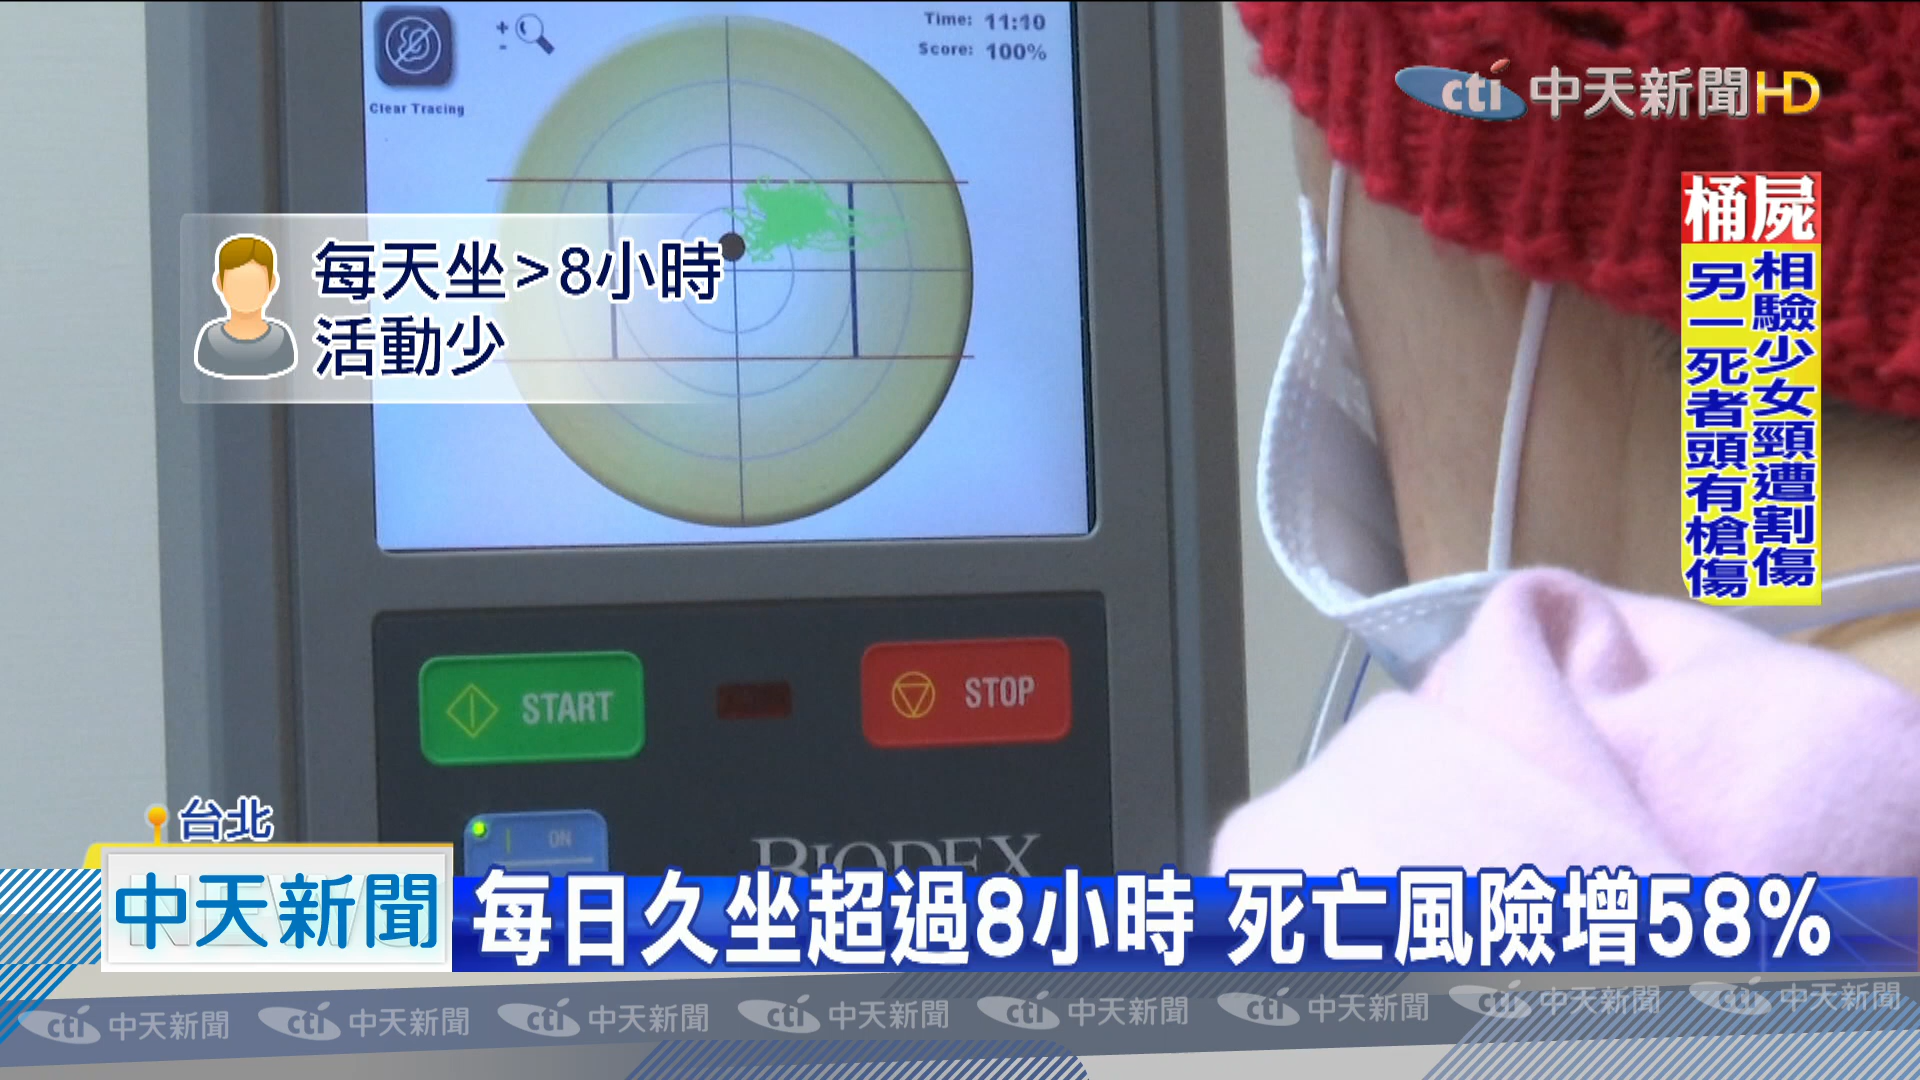 Time: 11:10
Score: 100%
Clear Tracing
cti 中天新聞HD
桶屍
相驗少女頸遭割傷
另一死者頭有槍傷
每天坐>8小時
活動少
START
STOP
ON
BIODEX
台北
中天新聞
每日久坐超過8小時 死亡風險增58%
cti 中天新聞 cti 中天新聞 cti 中天新聞 cti 中天新聞 cti 中天新聞 cti 中天新聞 cti 中天新聞 cti 中天新聞